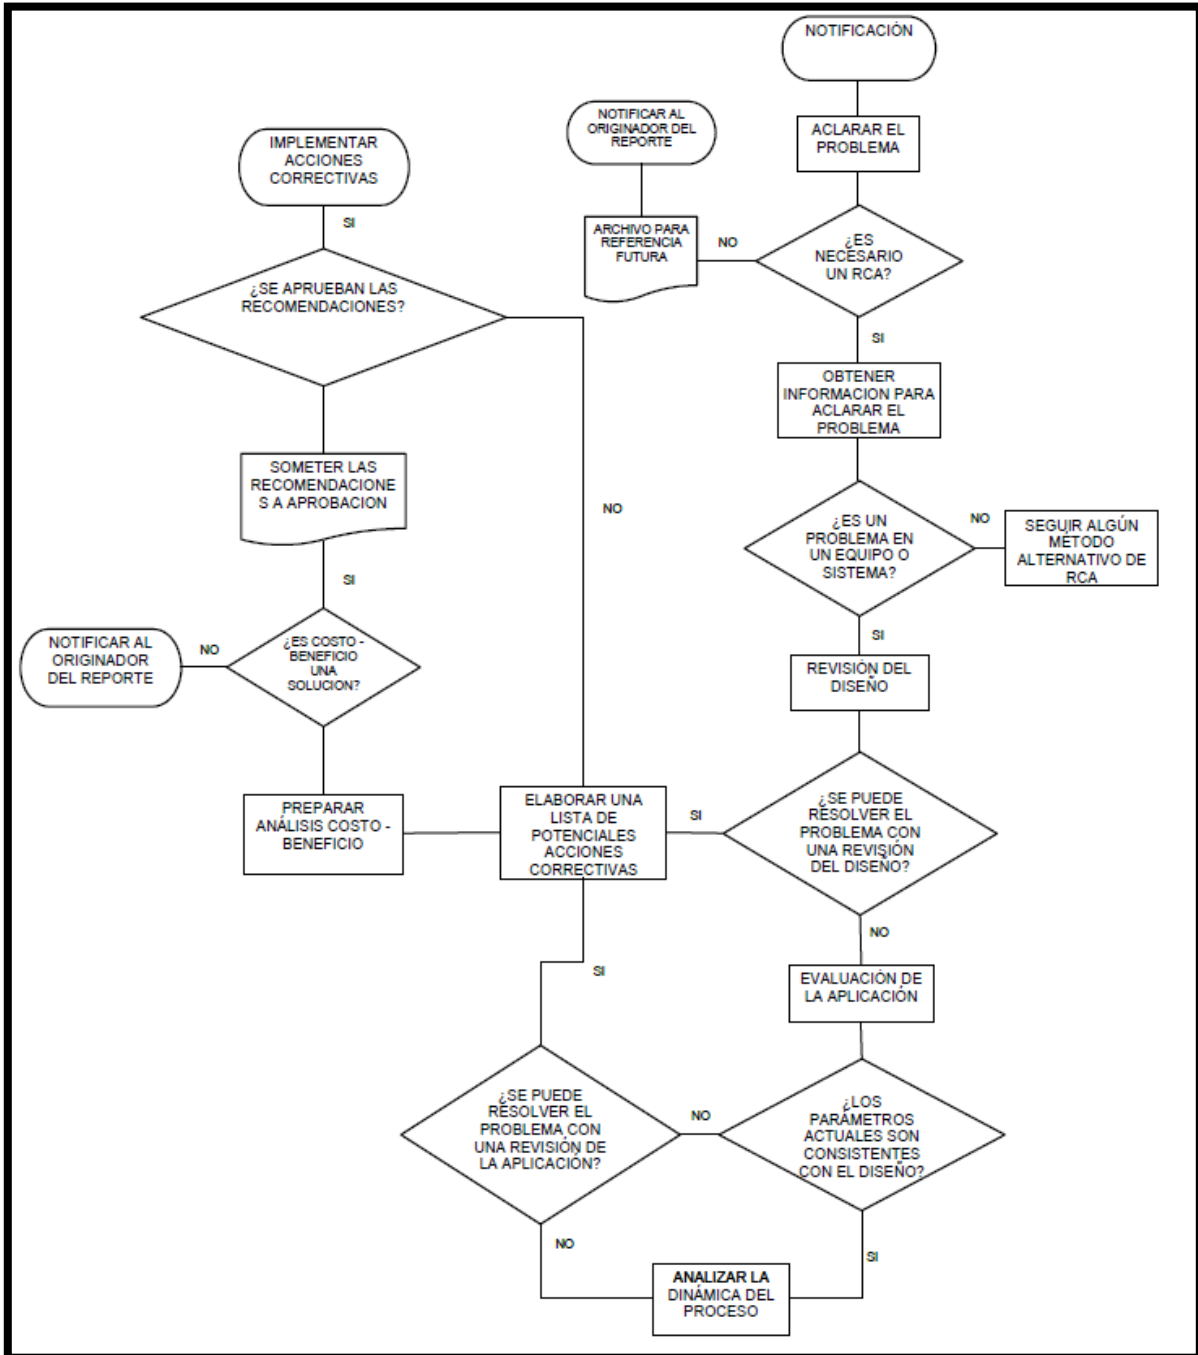 NOTIFICACIÓN
ACLARAR EL
PROBLEMA
¿ES
NECESARIO
UN RCA?
NO
ARCHIVO PARA
REFERENCIA
FUTURA
NOTIFICAR AL
ORIGINADOR DEL
REPORTE
SI
OBTENER
INFORMACION PARA
ACLARAR EL
PROBLEMA
¿ES UN
PROBLEMA EN
UN EQUIPO O
SISTEMA?
NO
SEGUIR ALGÚN
MÉTODO
ALTERNATIVO DE
RCA
SI
REVISIÓN DEL
DISEÑO
¿SE PUEDE
RESOLVER EL
PROBLEMA CON
UNA REVISIÓN
DEL DISEÑO?
SI
NO
EVALUACIÓN DE
LA APLICACIÓN
¿LOS
PARÁMETROS
ACTUALES SON
CONSISTENTES
CON EL DISEÑO?
NO
SI
ANALIZAR LA
DINÁMICA DEL
PROCESO
NO
¿SE PUEDE
RESOLVER EL
PROBLEMA CON
UNA REVISIÓN DE
LA APLICACIÓN?
SI
ELABORAR UNA
LISTA DE
POTENCIALES
ACCIONES
CORRECTIVAS
PREPARAR
ANÁLISIS COSTO -
BENEFICIO
¿ES COSTO -
BENEFICIO
UNA
SOLUCION?
NO
NOTIFICAR AL
ORIGINADOR
DEL REPORTE
SI
SOMETER LAS
RECOMENDACIONE
S A APROBACION
¿SE APRUEBAN LAS
RECOMENDACIONES?
NO
SI
IMPLEMENTAR
ACCIONES
CORRECTIVAS